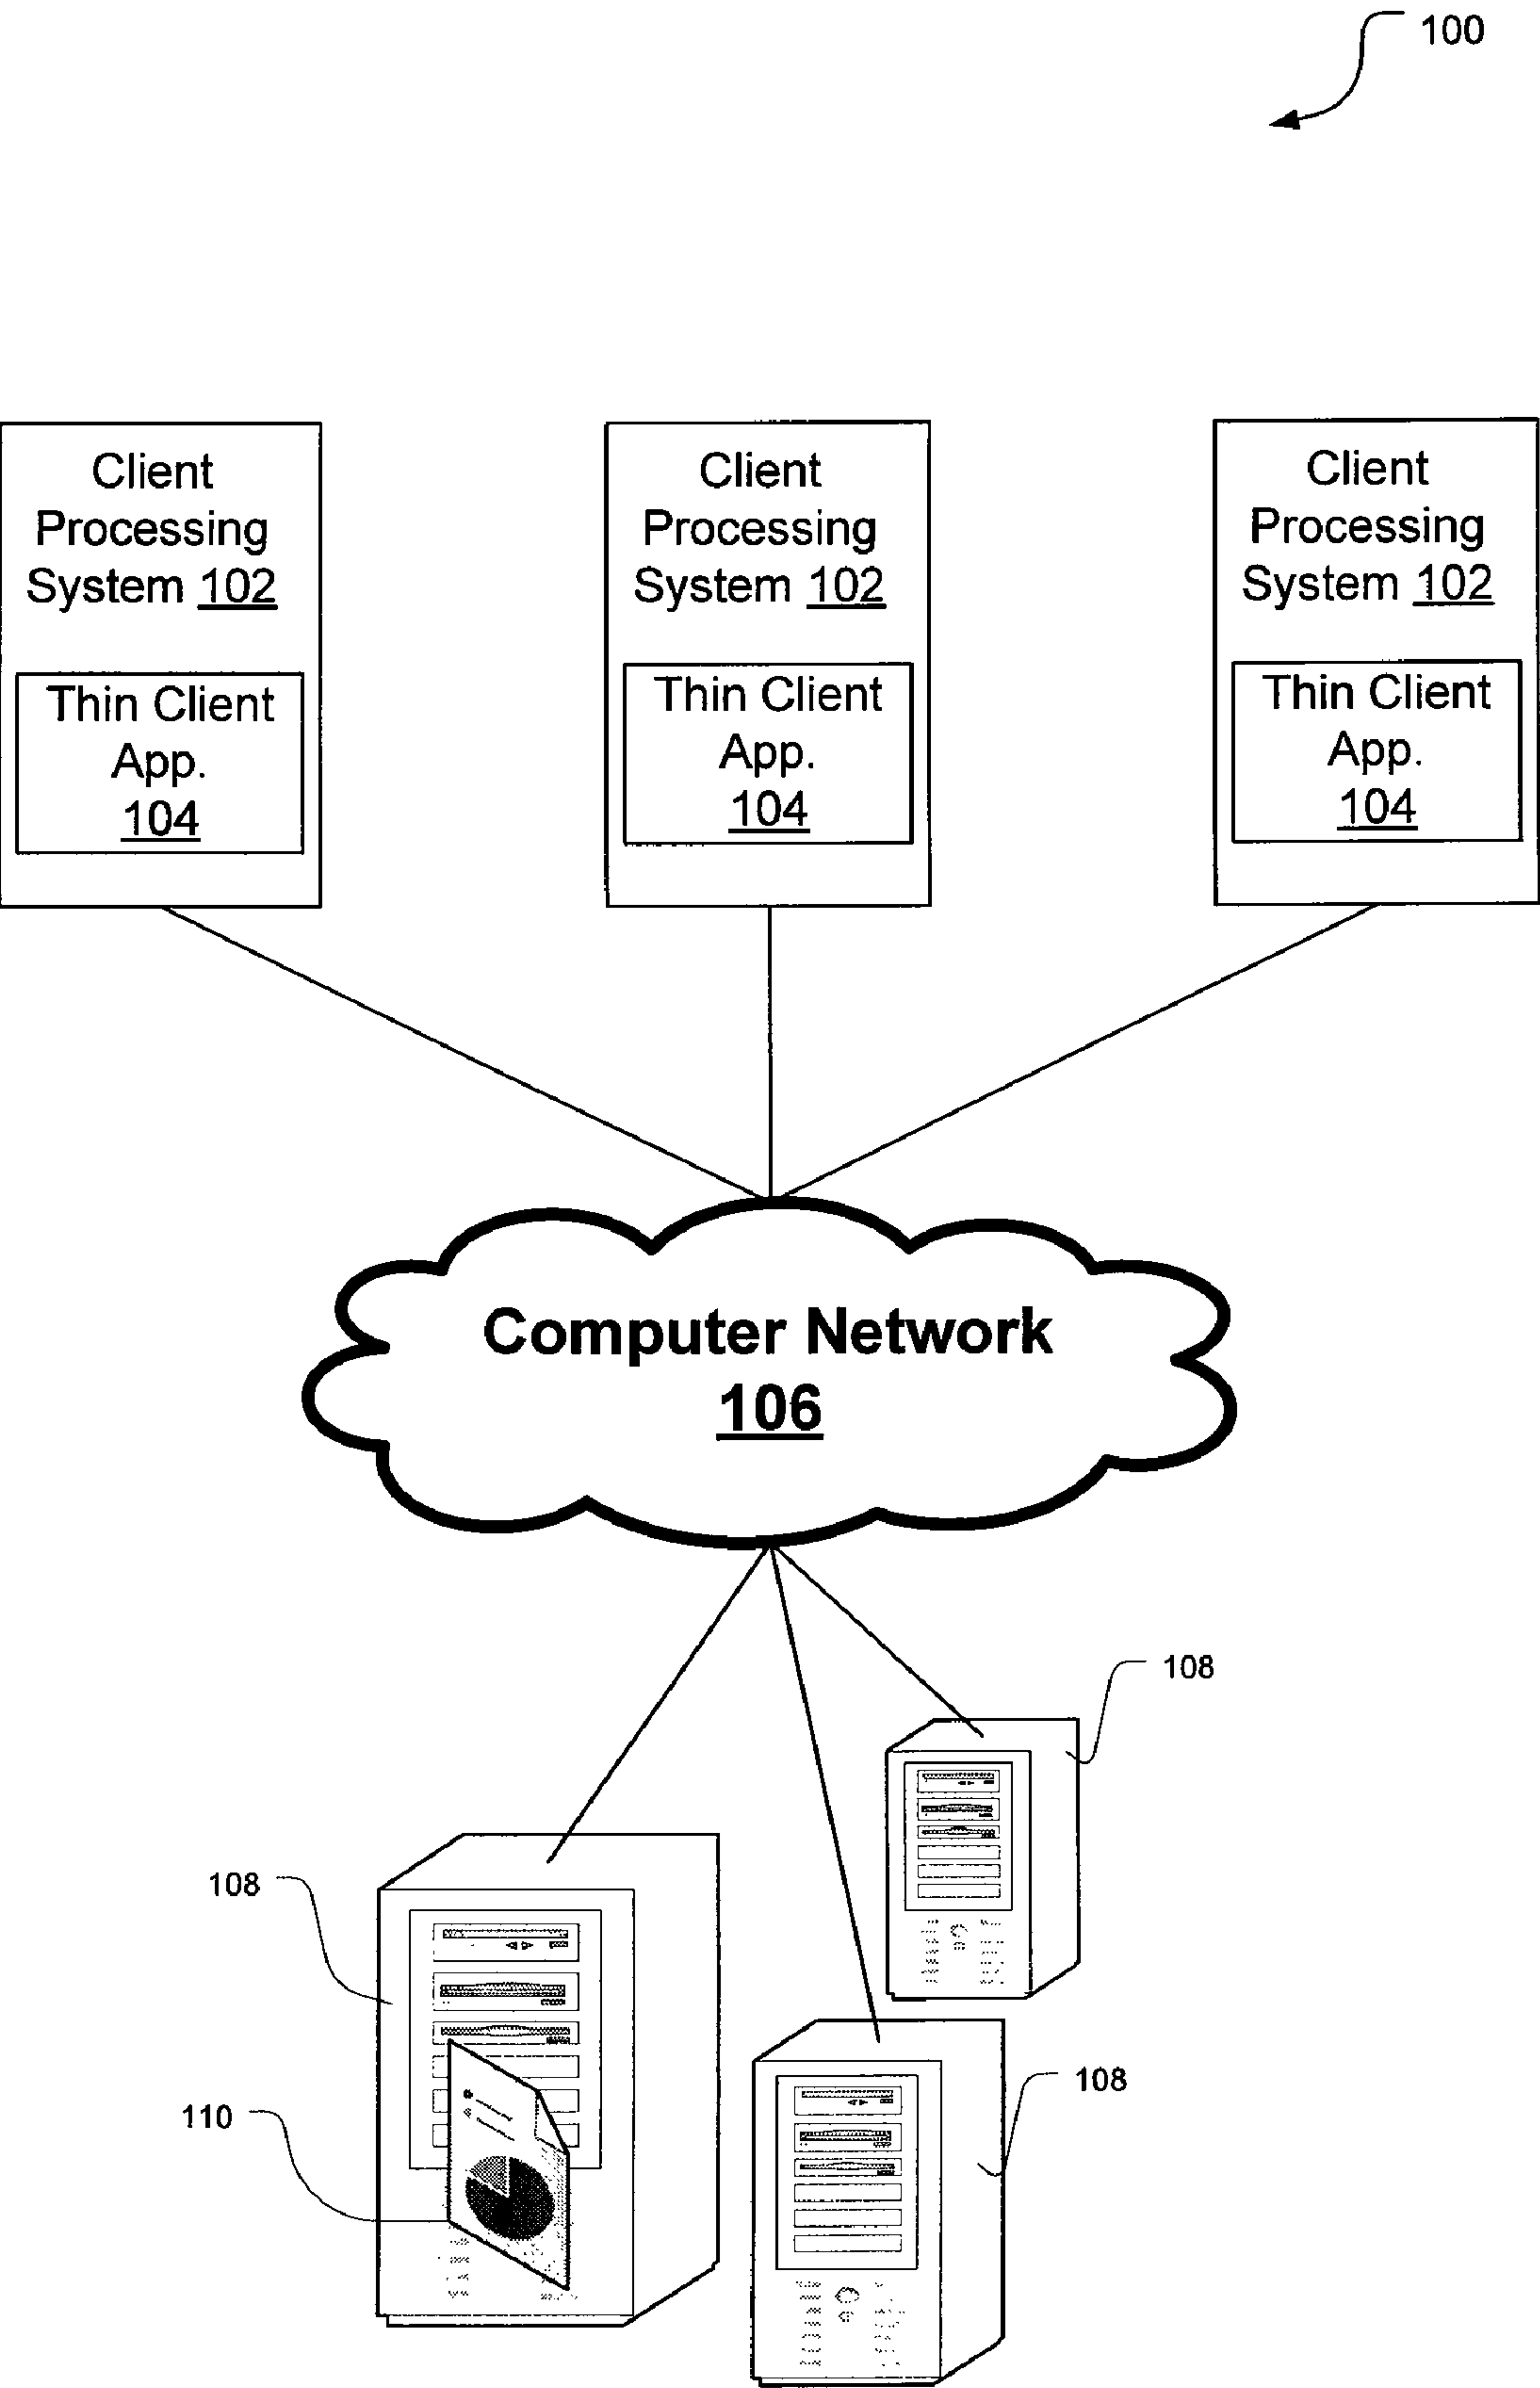 100
Client
Processing
System 102
Thin Client
App.
104
Client
Processing
System 102
Thin Client
App.
104
Client
Processing
System 102
Thin Client
App.
104
Computer Network
106
108
108
108
110